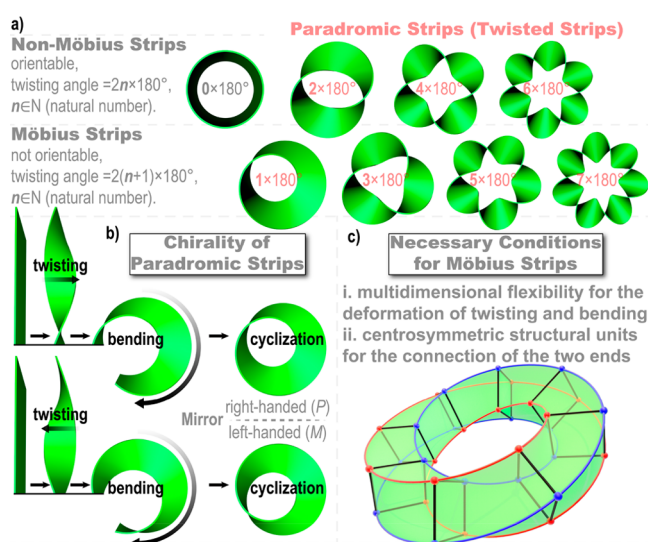 a)
Paradromic Strips (Twisted Strips)
Non-Möbius Strips
orientable,
twisting angle =2n×180°,
n∈N (natural number).
0×180°
2×180°
4×180°
6×180°
Möbius Strips
not orientable,
twisting angle =2(n+1)×180°,
n∈N (natural number).
1×180°
3×180°
5×180°
7×180°
b)
Chirality of
Paradromic Strips
twisting
bending
cyclization
Mirror
right-handed (P)
left-handed (M)
twisting
bending
cyclization
c)
Necessary Conditions
for Möbius Strips
i. multidimensional flexibility for the
deformation of twisting and bending
ii. centrosymmetric structural units
for the connection of the two ends